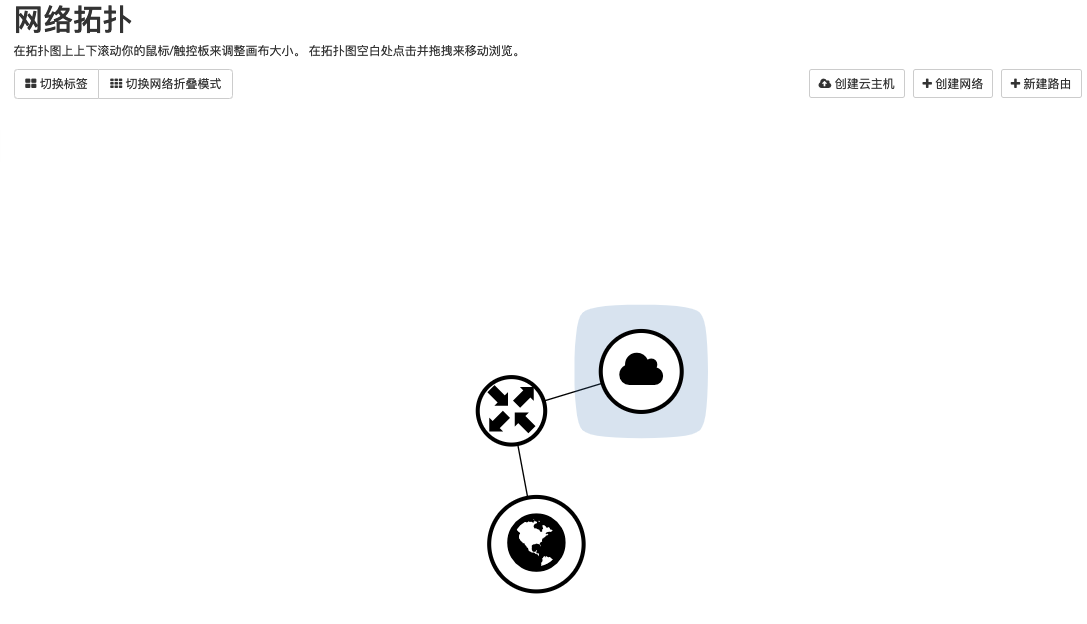 网络拓扑
在拓扑图上上下滚动你的鼠标/触控板来调整画布大小。 在拓扑图空白处点击并拖拽来移动浏览。
切换标签 切换网络折叠模式 创建云主机 创建网络 新建路由